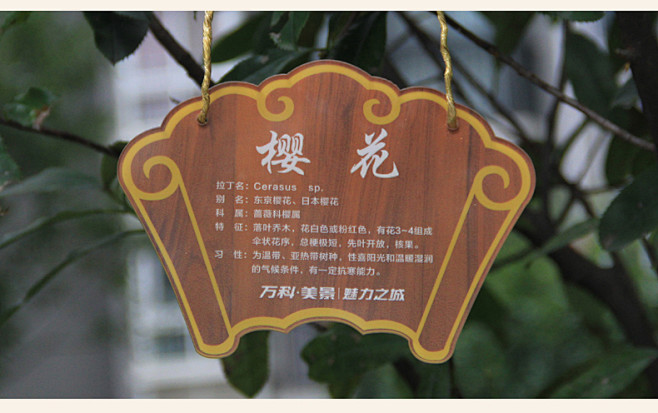 樱花
拉丁名：Cerasus sp.
别 名：东京樱花、日本樱花
科 属：蔷薇科樱属
特 征：落叶乔木，花白色或粉红色，有花3~4组成
伞状花序，总梗极短，先叶开放，核果。
习 性：为温带、亚热带树种，性喜阳光和温暖湿润
的气候条件，有一定抗寒能力。
万科·美景|魅力之城